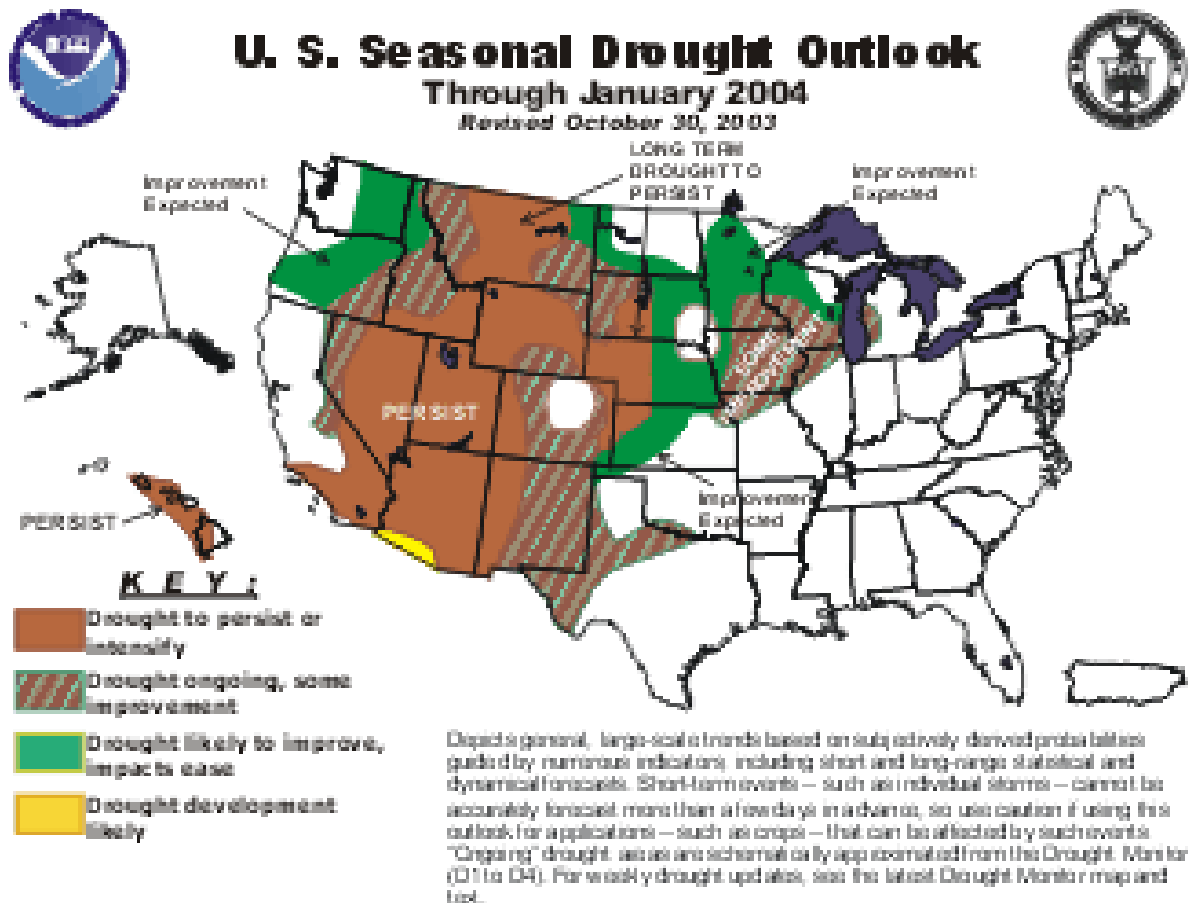 U. S. Seasonal Drought Outlook
Through January 2004
Revised October 30, 2003
LONG TERM
DROUGHT TO
PERSIST
Improvement
Expected
Improvement
Expected
PERSIST
PERSIST
Improvement
Expected
K E Y :
Drought to persist or
intensify
Drought ongoing, some
improvement
Drought likely to improve,
impacts ease
Drought development
likely
Depicts general, large-scale trends based on subjectively derived probabilities
guided by numerous indicators, including short and long-range statistical and
dynamical forecasts. Short-term events -- such as individual storms -- cannot be
accurately forecast more than a few days in advance, so use caution if using this
outlook for applications -- such as crops -- that can be affected by such events.
"Ongoing" drought areas are schematically approximated from the Drought Monitor
(D1 to D4). For weekly drought updates, see the latest Drought Monitor map and
text.